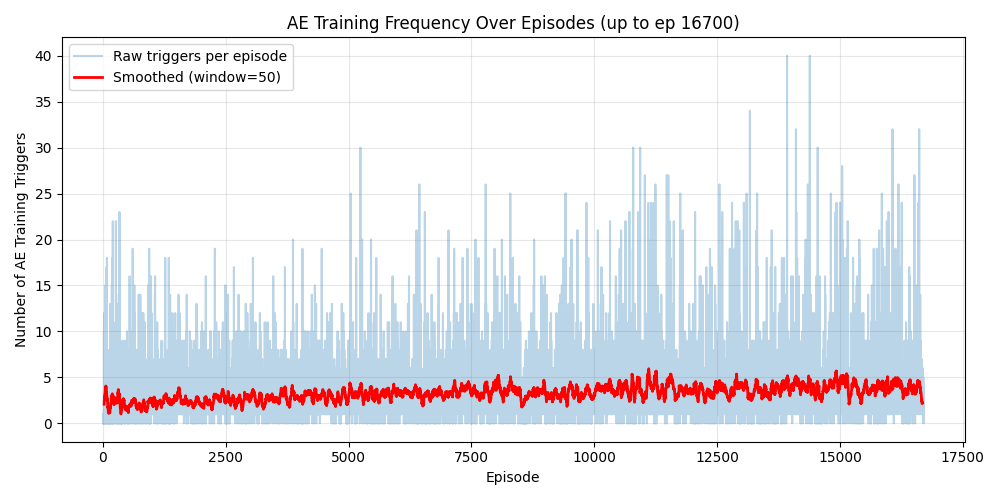 AE Training Frequency Over Episodes (up to ep 16700)
Raw triggers per episode
Smoothed (window=50)
Number of AE Training Triggers
40
35
30
25
20
15
10
5
0
0 2500 5000 7500 10000 12500 15000 17500
Episode